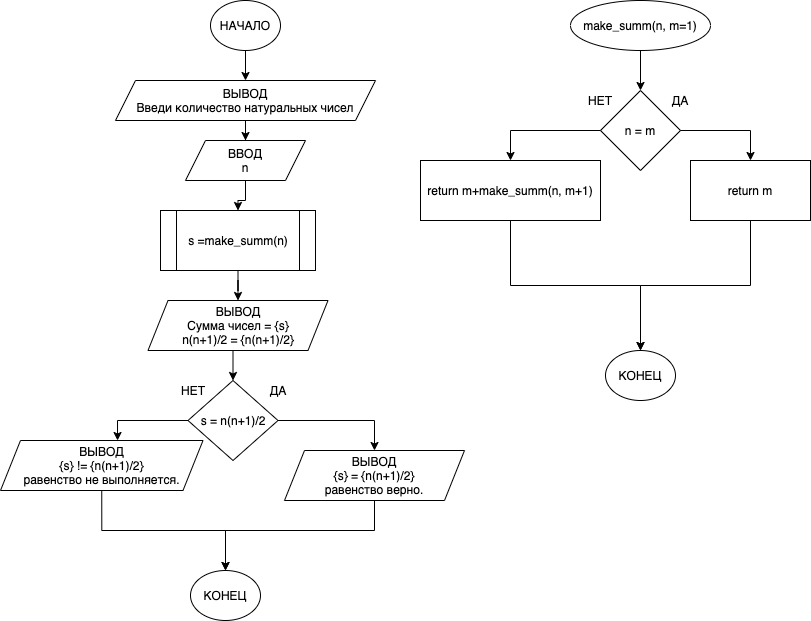 НАЧАЛО
ВЫВОД
Введи количество натуральных чисел
ВВОД
n
s =make_summ(n)
ВЫВОД
Сумма чисел = {s}
n(n+1)/2 = {n(n+1)/2}
НЕТ
ДА
s = n(n+1)/2
ВЫВОД
{s} != {n(n+1)/2}
равенство не выполняется.
ВЫВОД
{s} = {n(n+1)/2}
равенство верно.
КОНЕЦ
make_summ(n, m=1)
НЕТ
ДА
n = m
return m+make_summ(n, m+1)
return m
КОНЕЦ